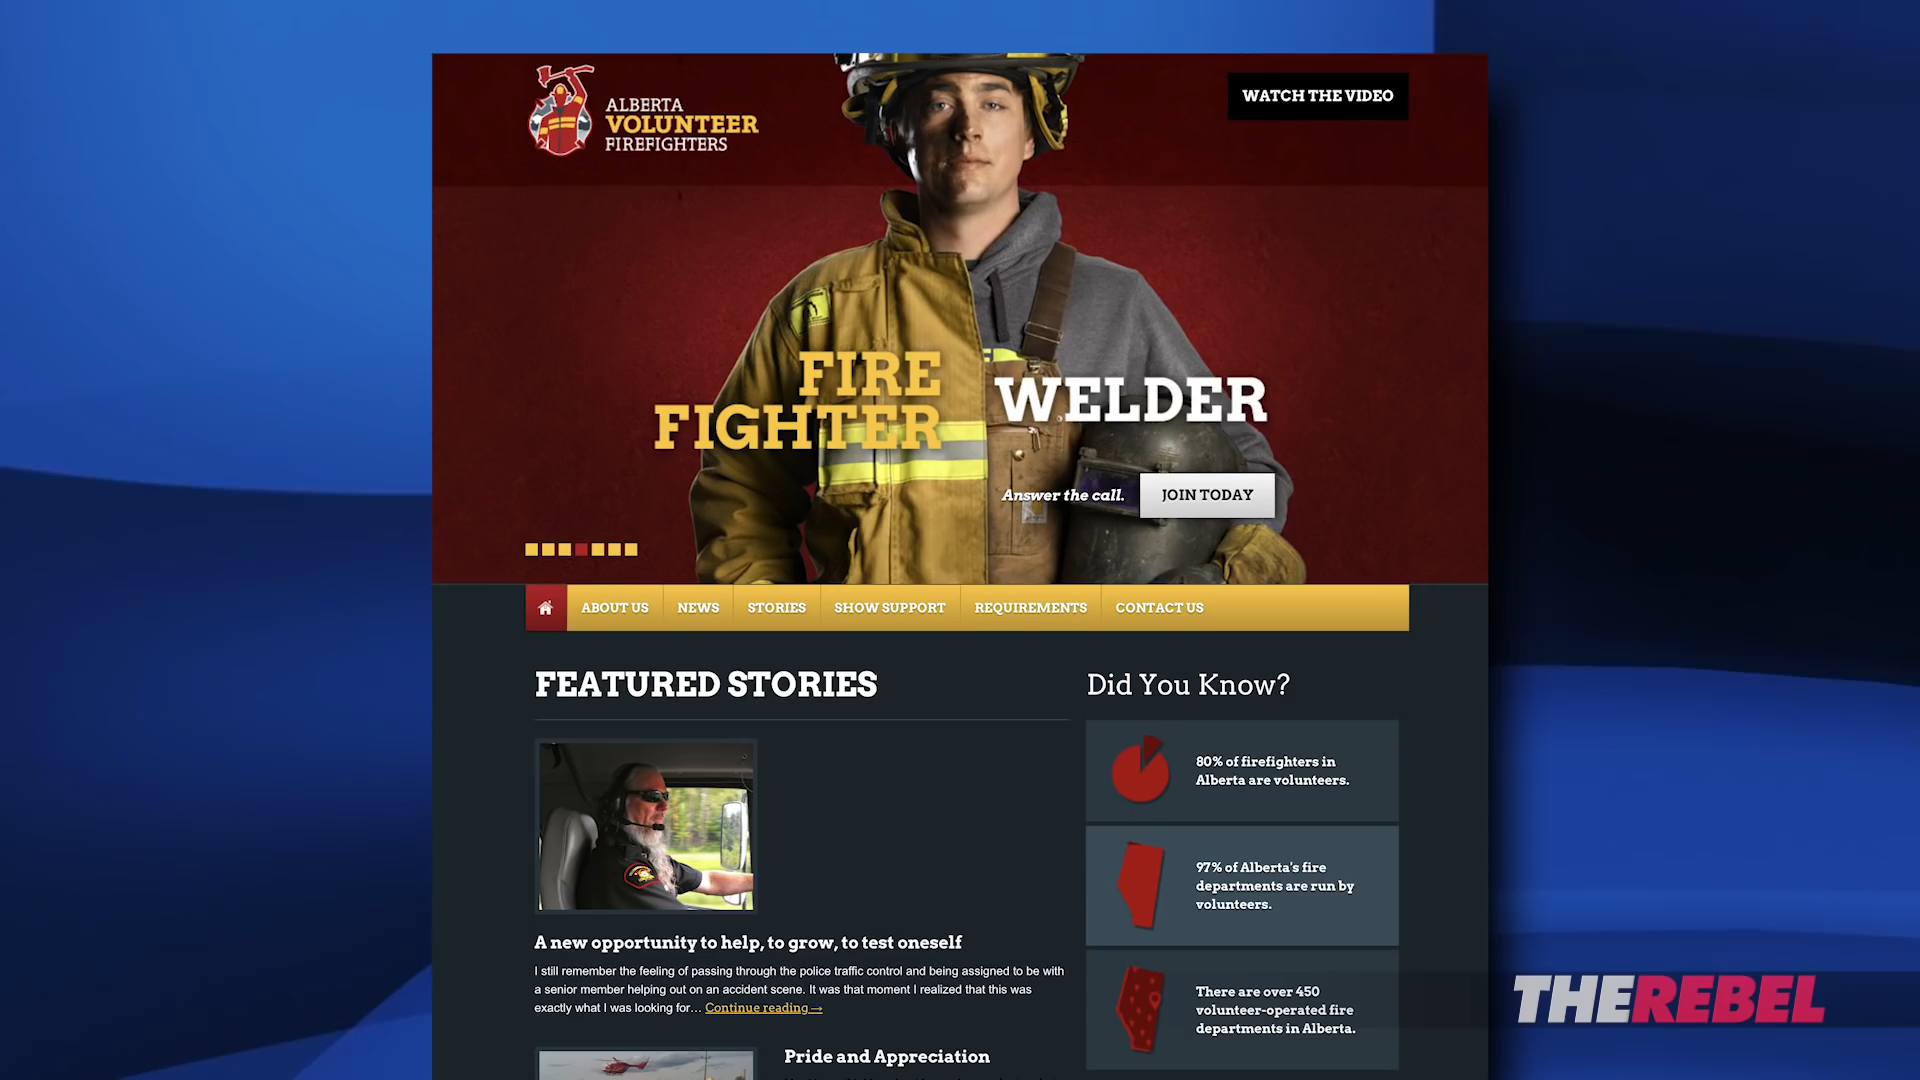 ALBERTA
VOLUNTEER
FIREFIGHTERS
WATCH THE VIDEO
FIRE
FIGHTER
WELDER
Answer the call.
JOIN TODAY
ABOUT US
NEWS
STORIES
SHOW SUPPORT
REQUIREMENTS
CONTACT US
FEATURED STORIES
A new opportunity to help, to grow, to test oneself
I still remember the feeling of passing through the police traffic control and being assigned to be with
a senior member helping out on an accident scene. It was that moment I realized that this was
exactly what I was looking for… Continue reading →
Pride and Appreciation
Did You Know?
80% of firefighters in
Alberta are volunteers.
97% of Alberta's fire
departments are run by
volunteers.
There are over 450
volunteer-operated fire
departments in Alberta.
THEREBEL